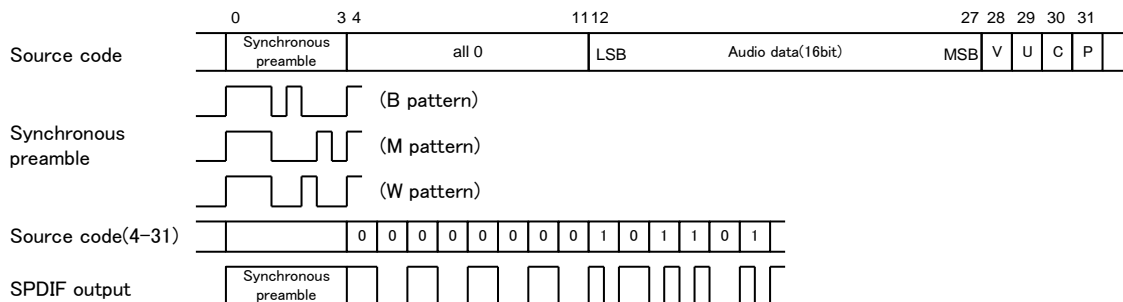 0 3 4 11 12 27 28 29 30 31
Source code Synchronous preamble all 0 LSB Audio data(16bit) MSB V U C P
(B pattern)
Synchronous preamble (M pattern)
(W pattern)
Source code(4-31) 0 0 0 0 0 0 0 0 1 0 1 1 0 1
SPDIF output Synchronous preamble